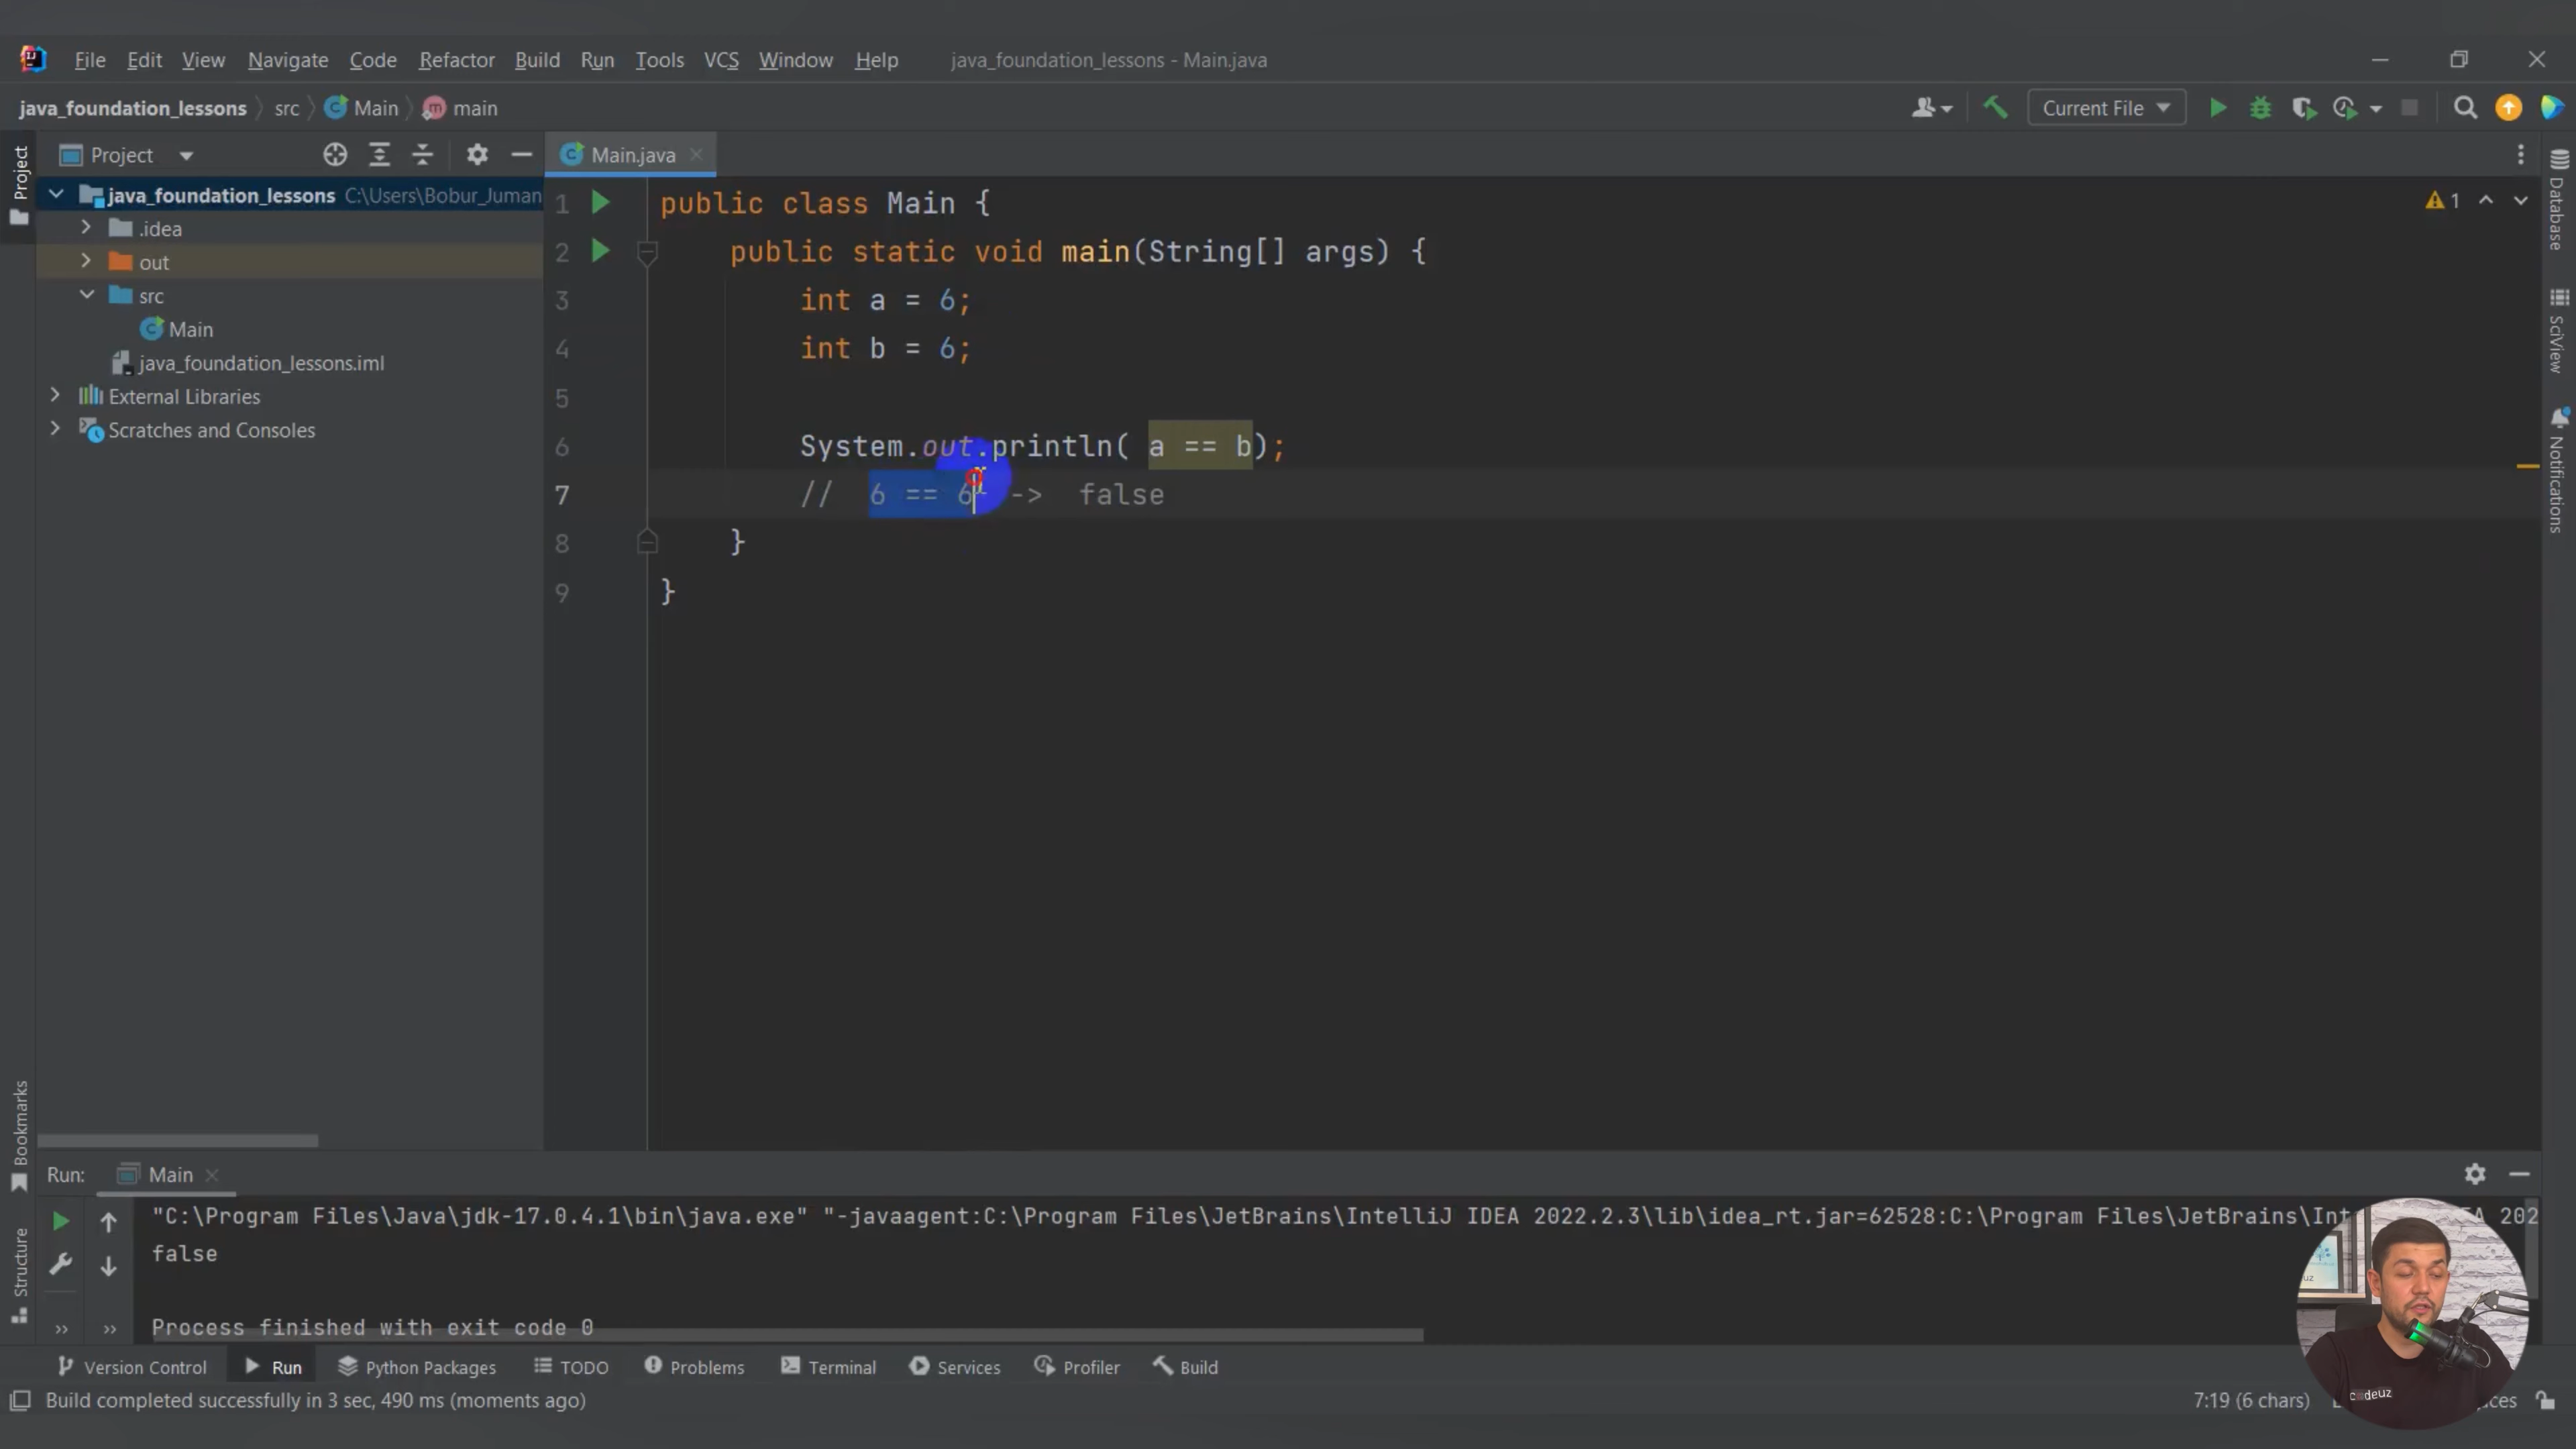 File Edit View Navigate Code Refactor Build Run Tools VCS Window Help java_foundation_lessons - Main.java
java_foundation_lessons src Main main
Current File
Project
Project
java_foundation_lessons C:\Users\Bobur_Juman
.idea
out
src
Main
java_foundation_lessons.iml
External Libraries
Scratches and Consoles
Main.java
1 public class Main {
2 public static void main(String[] args) {
3 int a = 6;
4 int b = 6;
5
6 System.out.println( a == b);
7 // 6 == 6 -> false
8 }
9 }
1
Database
SciView
Notifications
Bookmarks
Structure
Run: Main
"C:\Program Files\Java\jdk-17.0.4.1\bin\java.exe" "-javaagent:C:\Program Files\JetBrains\IntelliJ IDEA 2022.2.3\lib\idea_rt.jar=62528:C:\Program Files\JetBrains\Int
false
Process finished with exit code 0
Version Control Run Python Packages TODO Problems Terminal Services Profiler Build
Build completed successfully in 3 sec, 490 ms (moments ago)
7:19 (6 chars)
codeuz